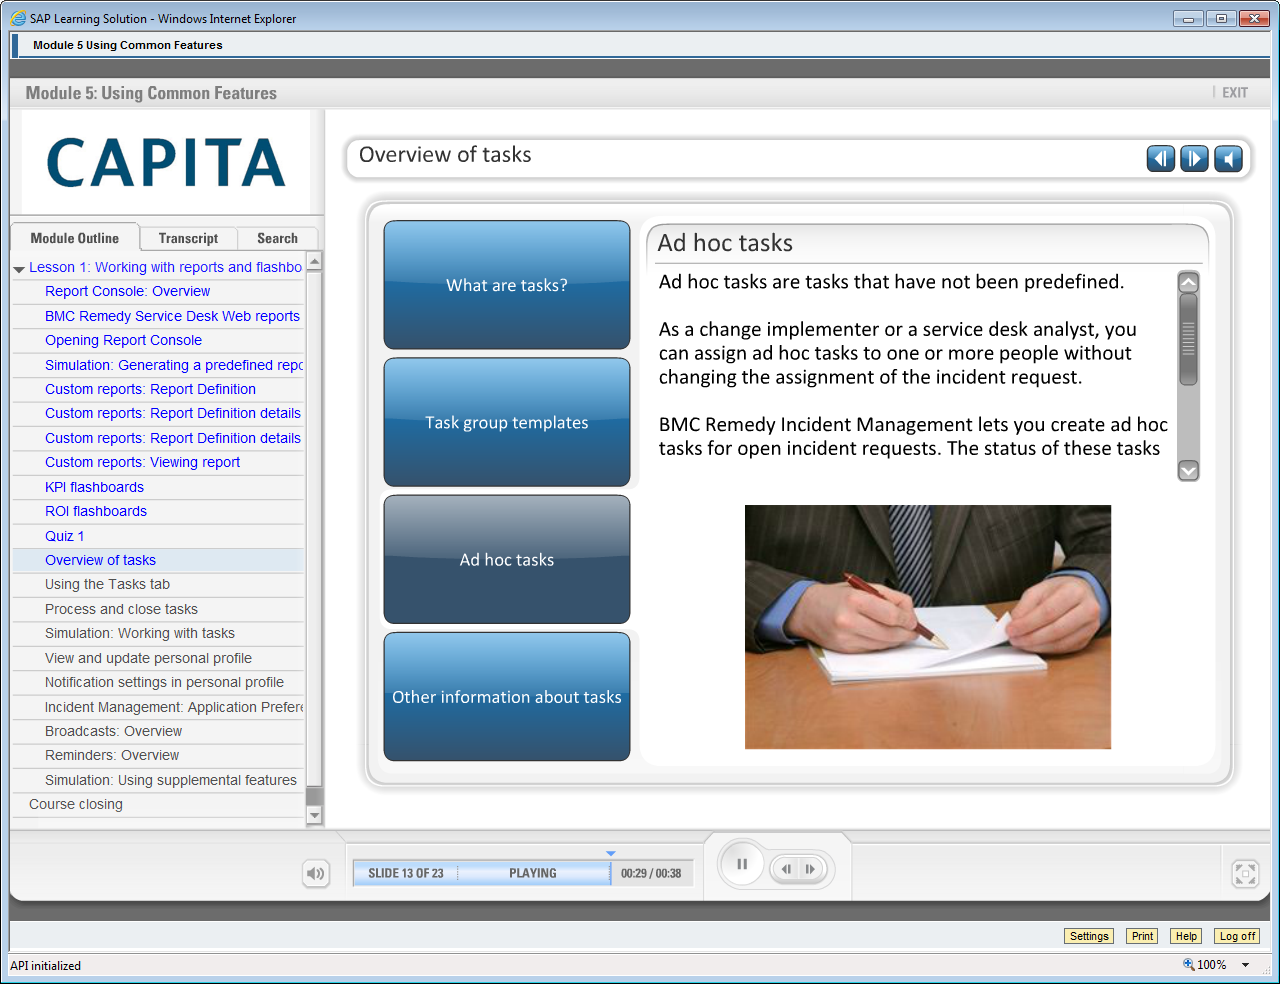 SAP Learning Solution - Windows Internet Explorer
Module 5 Using Common Features
Module 5: Using Common Features
EXIT
CAPITA
Module Outline
Transcript
Search
Lesson 1: Working with reports and flashbo
Report Console: Overview
BMC Remedy Service Desk Web reports
Opening Report Console
Simulation: Generating a predefined repo
Custom reports: Report Definition
Custom reports: Report Definition details
Custom reports: Report Definition details
Custom reports: Viewing report
KPI flashboards
ROI flashboards
Quiz 1
Overview of tasks
Using the Tasks tab
Process and close tasks
Simulation: Working with tasks
View and update personal profile
Notification settings in personal profile
Incident Management: Application Prefere
Broadcasts: Overview
Reminders: Overview
Simulation: Using supplemental features
Course closing
Overview of tasks
What are tasks?
Task group templates
Ad hoc tasks
Other information about tasks
Ad hoc tasks
Ad hoc tasks are tasks that have not been predefined.
As a change implementer or a service desk analyst, you
can assign ad hoc tasks to one or more people without
changing the assignment of the incident request.
BMC Remedy Incident Management lets you create ad hoc
tasks for open incident requests. The status of these tasks
SLIDE 13 OF 23
PLAYING
00:29 / 00:38
Settings
Print
Help
Log off
API initialized
100%